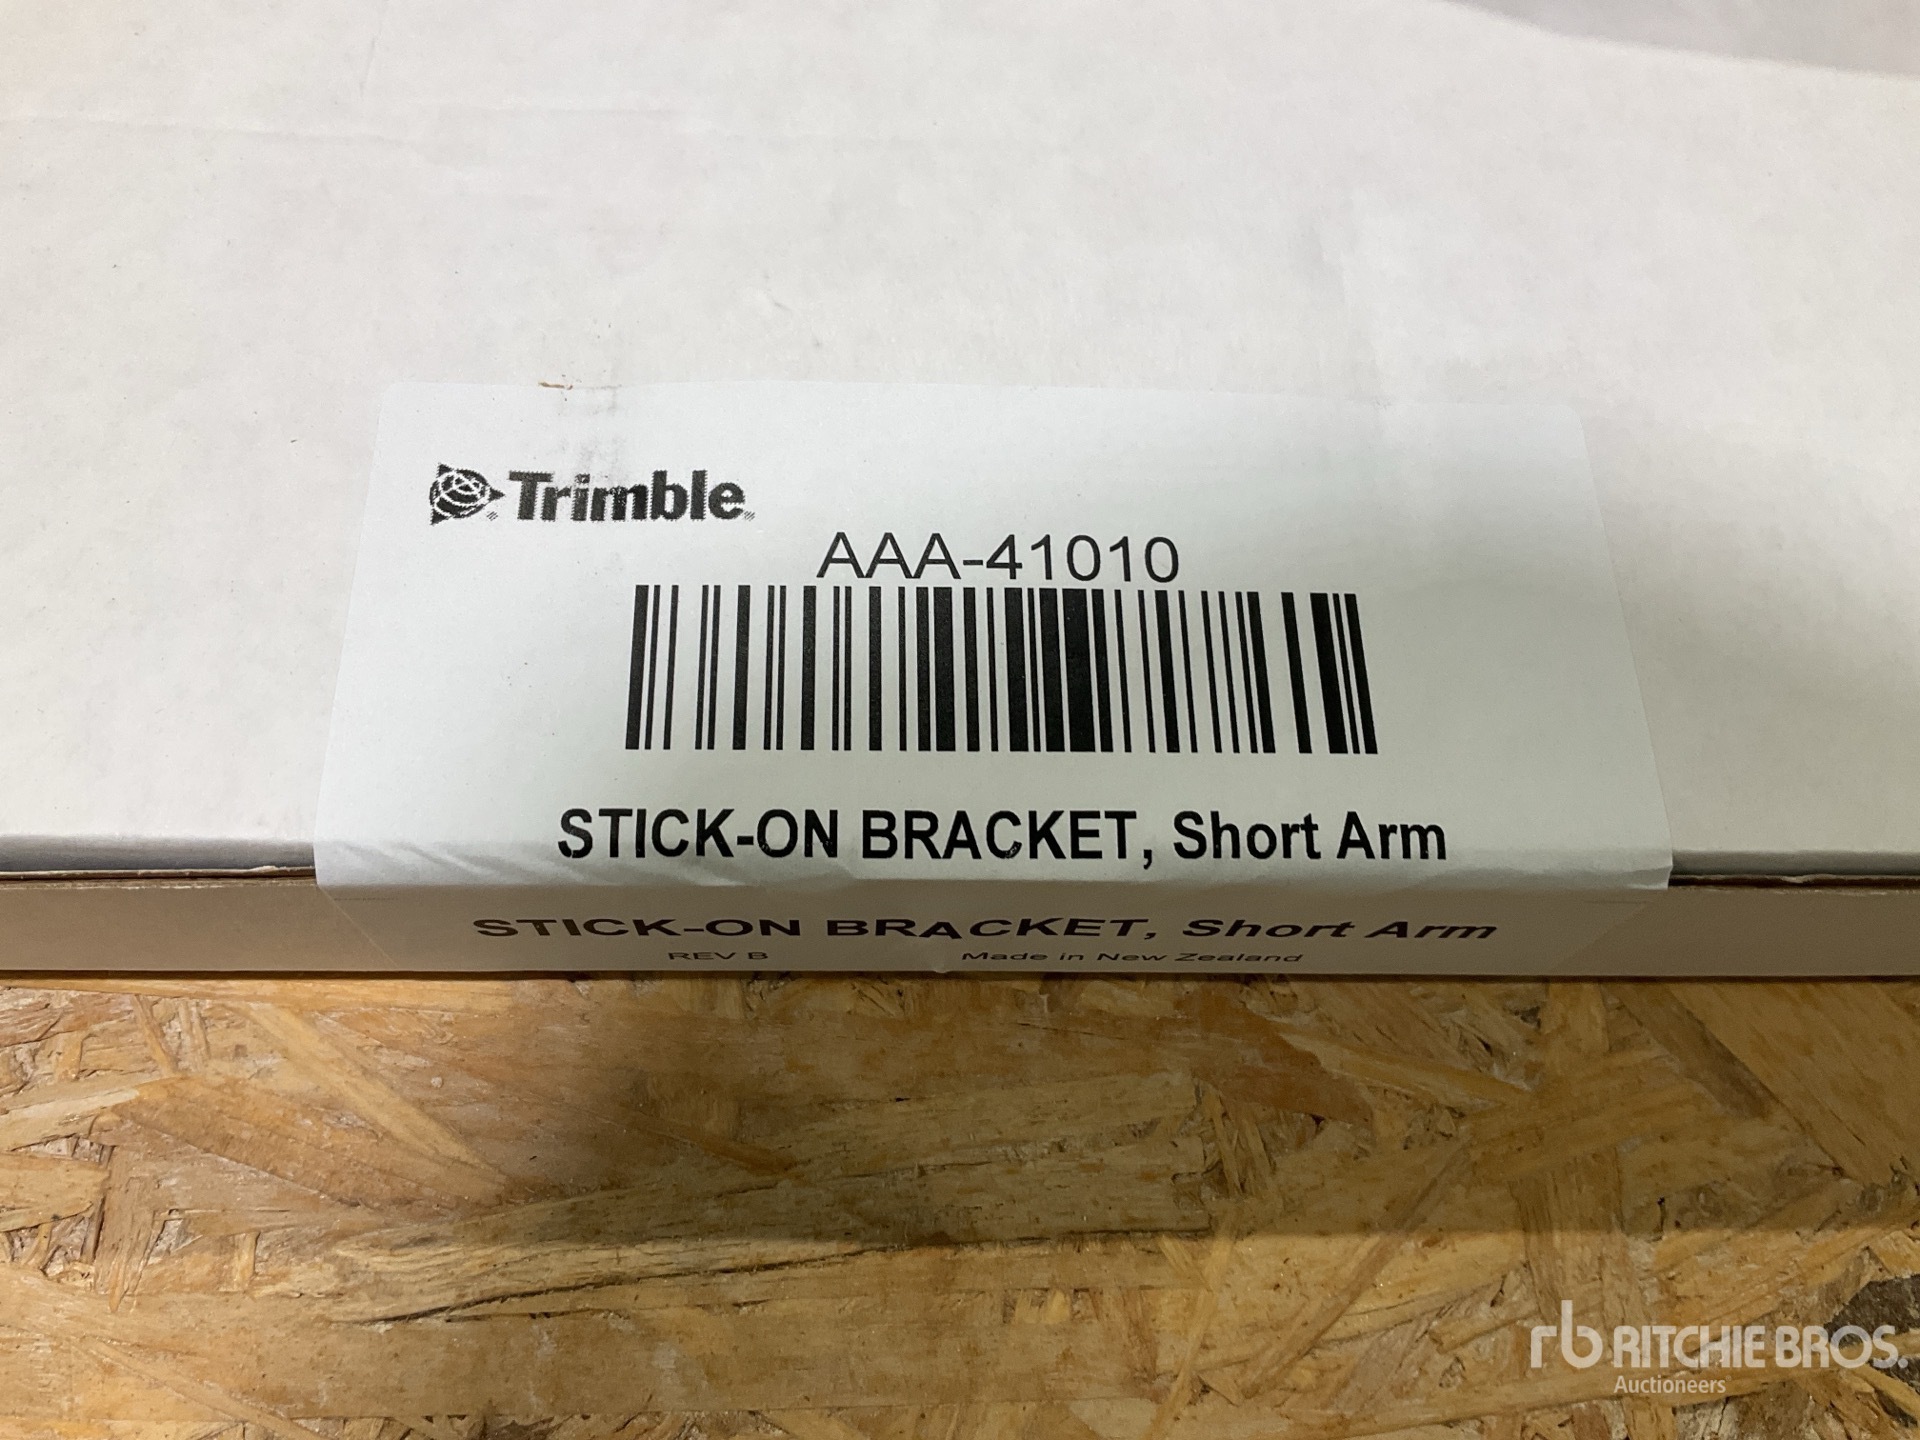 Trimble
AAA-41010
STICK-ON BRACKET, Short Arm
STICK-ON BRACKET, Short Arm
REV B Made in New Zealand
rb RITCHIE BROS.
Auctioneers